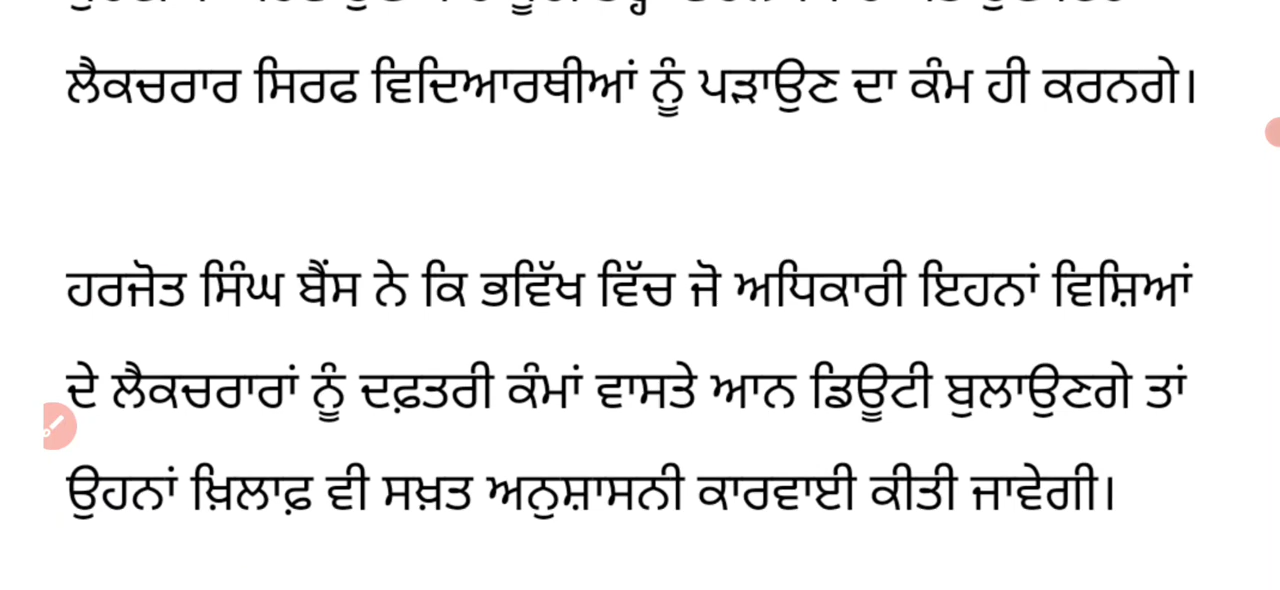 ਲੈਕਚਰਾਰ ਸਿਰਫ ਵਿਦਿਆਰਥੀਆਂ ਨੂੰ ਪੜਾਉਣ ਦਾ ਕੰਮ ਹੀ ਕਰਨਗੇ।
ਹਰਜੋਤ ਸਿੰਘ ਬੈਂਸ ਨੇ ਕਿ ਭਵਿੱਖ ਵਿੱਚ ਜੋ ਅਧਿਕਾਰੀ ਇਹਨਾਂ ਵਿਸ਼ਿਆਂ
ਦੇ ਲੈਕਚਰਾਰਾਂ ਨੂੰ ਦਫ਼ਤਰੀ ਕੰਮਾਂ ਵਾਸਤੇ ਆਨ ਡਿਊਟੀ ਬੁਲਾਉਣਗੇ ਤਾਂ
ਉਹਨਾਂ ਖ਼ਿਲਾਫ਼ ਵੀ ਸਖ਼ਤ ਅਨੁਸ਼ਾਸਨੀ ਕਾਰਵਾਈ ਕੀਤੀ ਜਾਵੇਗੀ।